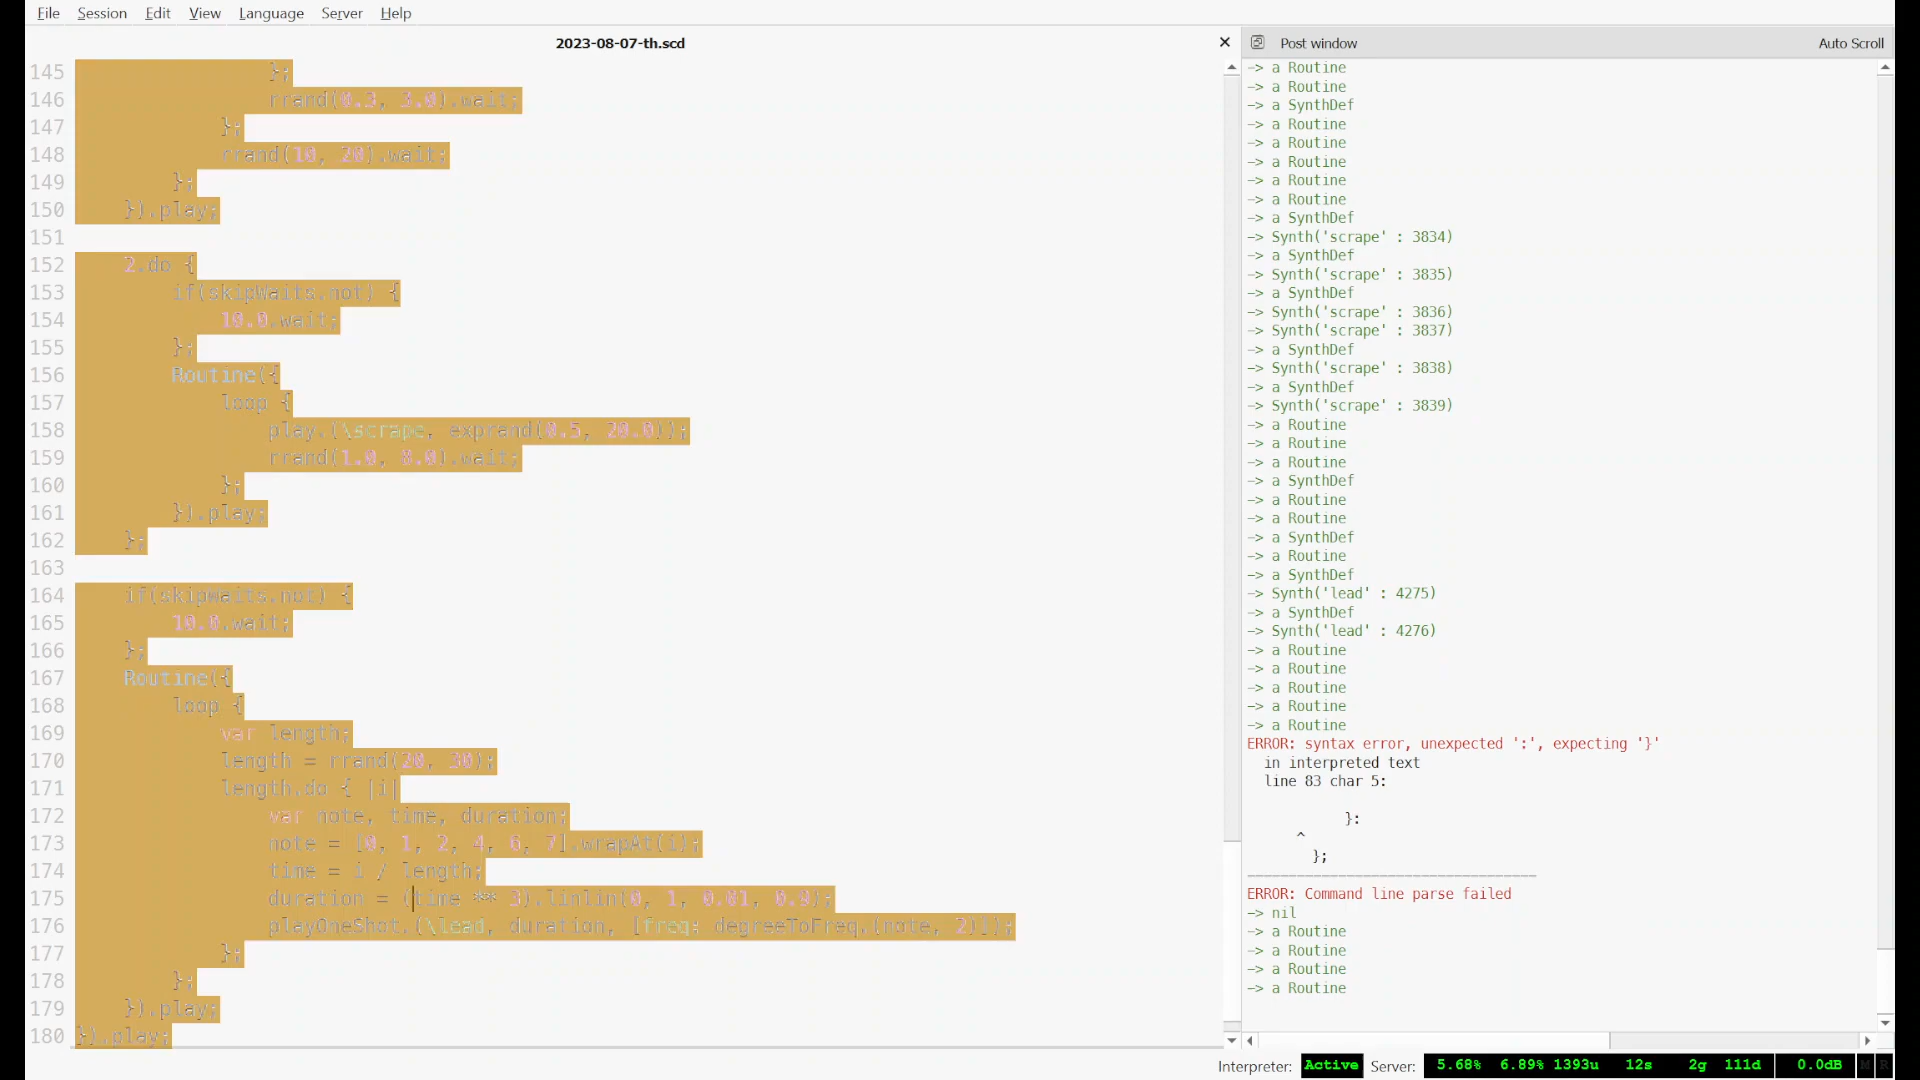 File Session Edit View Language Server Help
2023-08-07-th.scd
Post window Auto Scroll
145 };
146 rrand(0.3, 3.0).wait;
147 };
148 rrand(10, 20).wait;
149 };
150 }).play;
151
152 2.do {
153 if(skipWaits.not) {
154 10.0.wait;
155 };
156 Routine({
157 loop {
158 play.(\scrape, exprand(0.5, 20.0));
159 rrand(1.0, 8.0).wait;
160 };
161 }).play;
162 };
163
164 if(skipwaits.not) {
165 10.0.wait;
166 };
167 Routine({
168 loop {
169 var length;
170 length = rrand(20, 30);
171 length.do { |i|
172 var note, time, duration;
173 note = [0, 1, 2, 4, 6, 7].wrapAt(i);
174 time = i / length;
175 duration = (time ** 3).linlin(0, 1, 0.01, 0.9);
176 playOneShot.(\lead, duration, [freq: degreeToFreq.(note, 2)]);
177 };
178 };
179 }).play;
180 }).play;
-> a Routine
-> a Routine
-> a SynthDef
-> a Routine
-> a Routine
-> a Routine
-> a Routine
-> a Routine
-> a SynthDef
-> Synth('scrape' : 3834)
-> a SynthDef
-> Synth('scrape' : 3835)
-> a SynthDef
-> Synth('scrape' : 3836)
-> Synth('scrape' : 3837)
-> a SynthDef
-> Synth('scrape' : 3838)
-> a SynthDef
-> Synth('scrape' : 3839)
-> a Routine
-> a Routine
-> a Routine
-> a SynthDef
-> a Routine
-> a Routine
-> a SynthDef
-> a Routine
-> a SynthDef
-> Synth('lead' : 4275)
-> a SynthDef
-> Synth('lead' : 4276)
-> a Routine
-> a Routine
-> a Routine
-> a Routine
-> a Routine
ERROR: syntax error, unexpected ':', expecting '}'
in interpreted text
line 83 char 5:
}:
^
};
-----------------------------------
ERROR: Command line parse failed
-> nil
-> a Routine
-> a Routine
-> a Routine
-> a Routine
Interpreter: Active Server: 5.68% 6.89% 1393u 12s 2g 111d 0.0dB M R